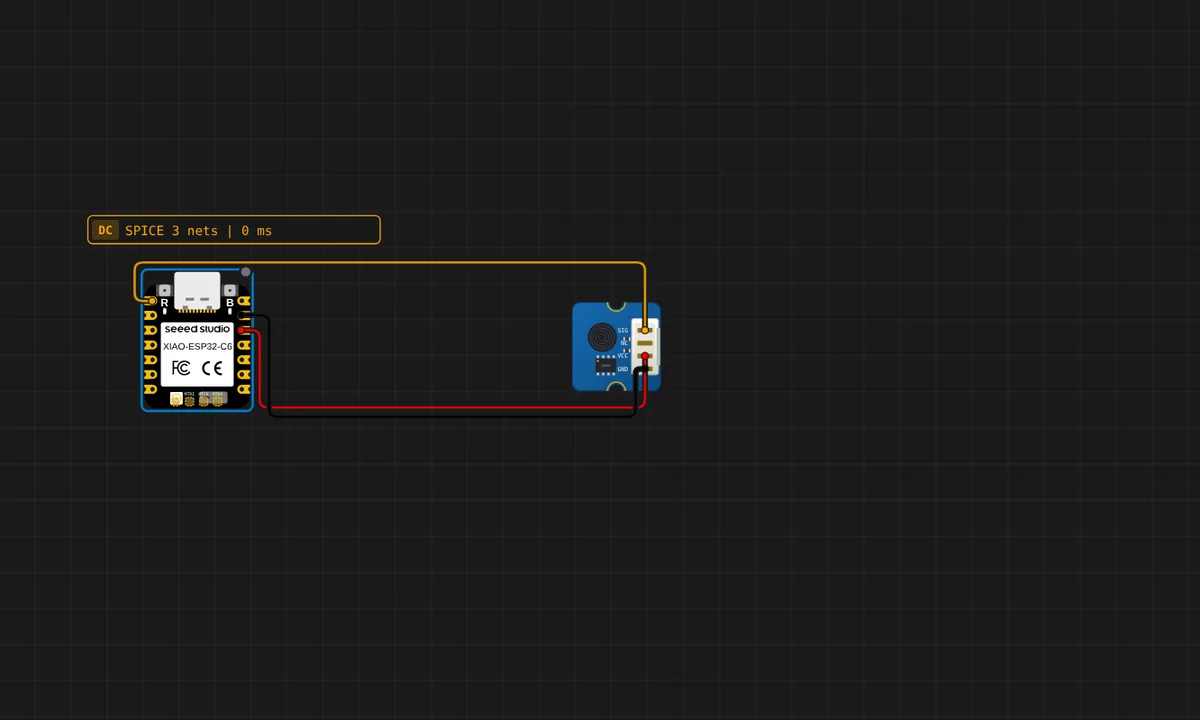 DC SPICE 3 nets | 0 ms
R B
seeed studio
XIAO-ESP32-C6
FC CE
SIG
NC
VCC
GND